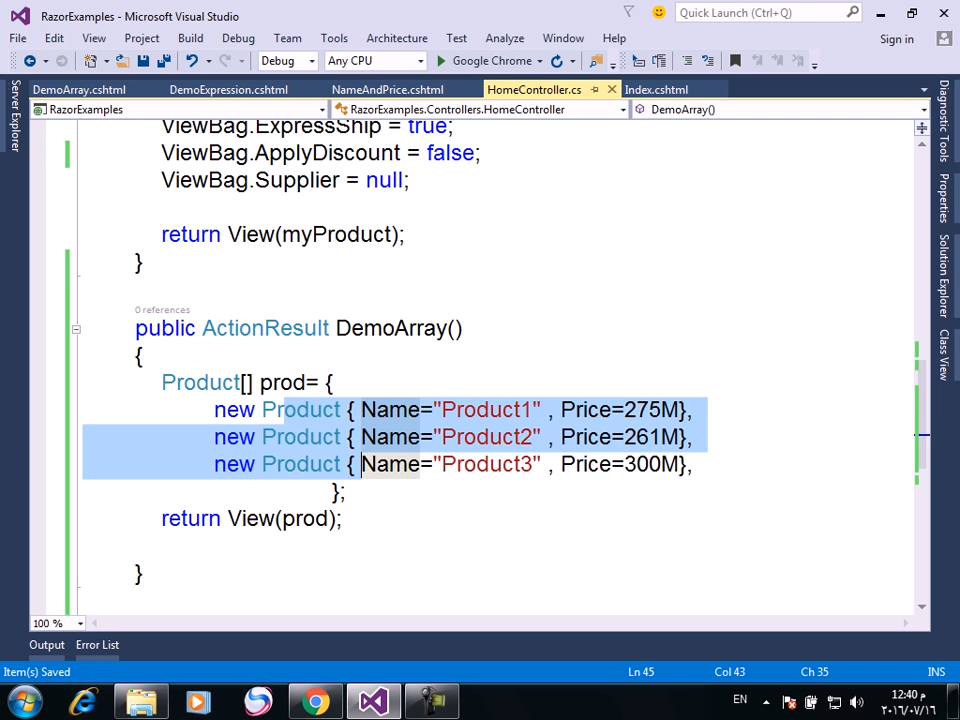 RazorExamples - Microsoft Visual Studio
Quick Launch (Ctrl+Q)
File Edit View Project Build Debug Team Tools Architecture Test Analyze Window Help
Sign in
Debug Any CPU Google Chrome
DemoArray.cshtml DemoExpression.cshtml NameAndPrice.cshtml HomeController.cs Index.cshtml
RazorExamples RazorExamples.Controllers.HomeController DemoArray()
Server Explorer
Diagnostic Tools
Properties
Solution Explorer
Class View
ViewBag.ExpressShip = true;
ViewBag.ApplyDiscount = false;
ViewBag.Supplier = null;
return View(myProduct);
}
0 references
public ActionResult DemoArray()
{
Product[] prod= {
new Product { Name="Product1" , Price=275M},
new Product { Name="Product2" , Price=261M},
new Product { Name="Product3" , Price=300M},
};
return View(prod);
}
100 %
Output Error List
Item(s) Saved Ln 45 Col 43 Ch 35 INS
EN
12:40 م
٢٠١٦/٠٧/١٦